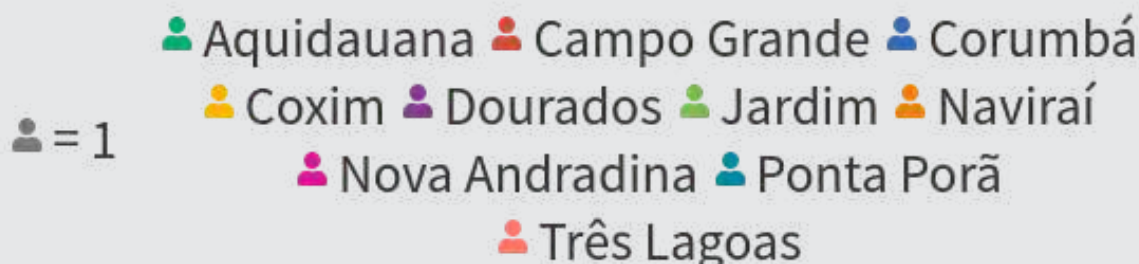 Aquidauana Campo Grande Corumbá
Coxim Dourados Jardim Naviraí
= 1
Nova Andradina Ponta Porã
Três Lagoas